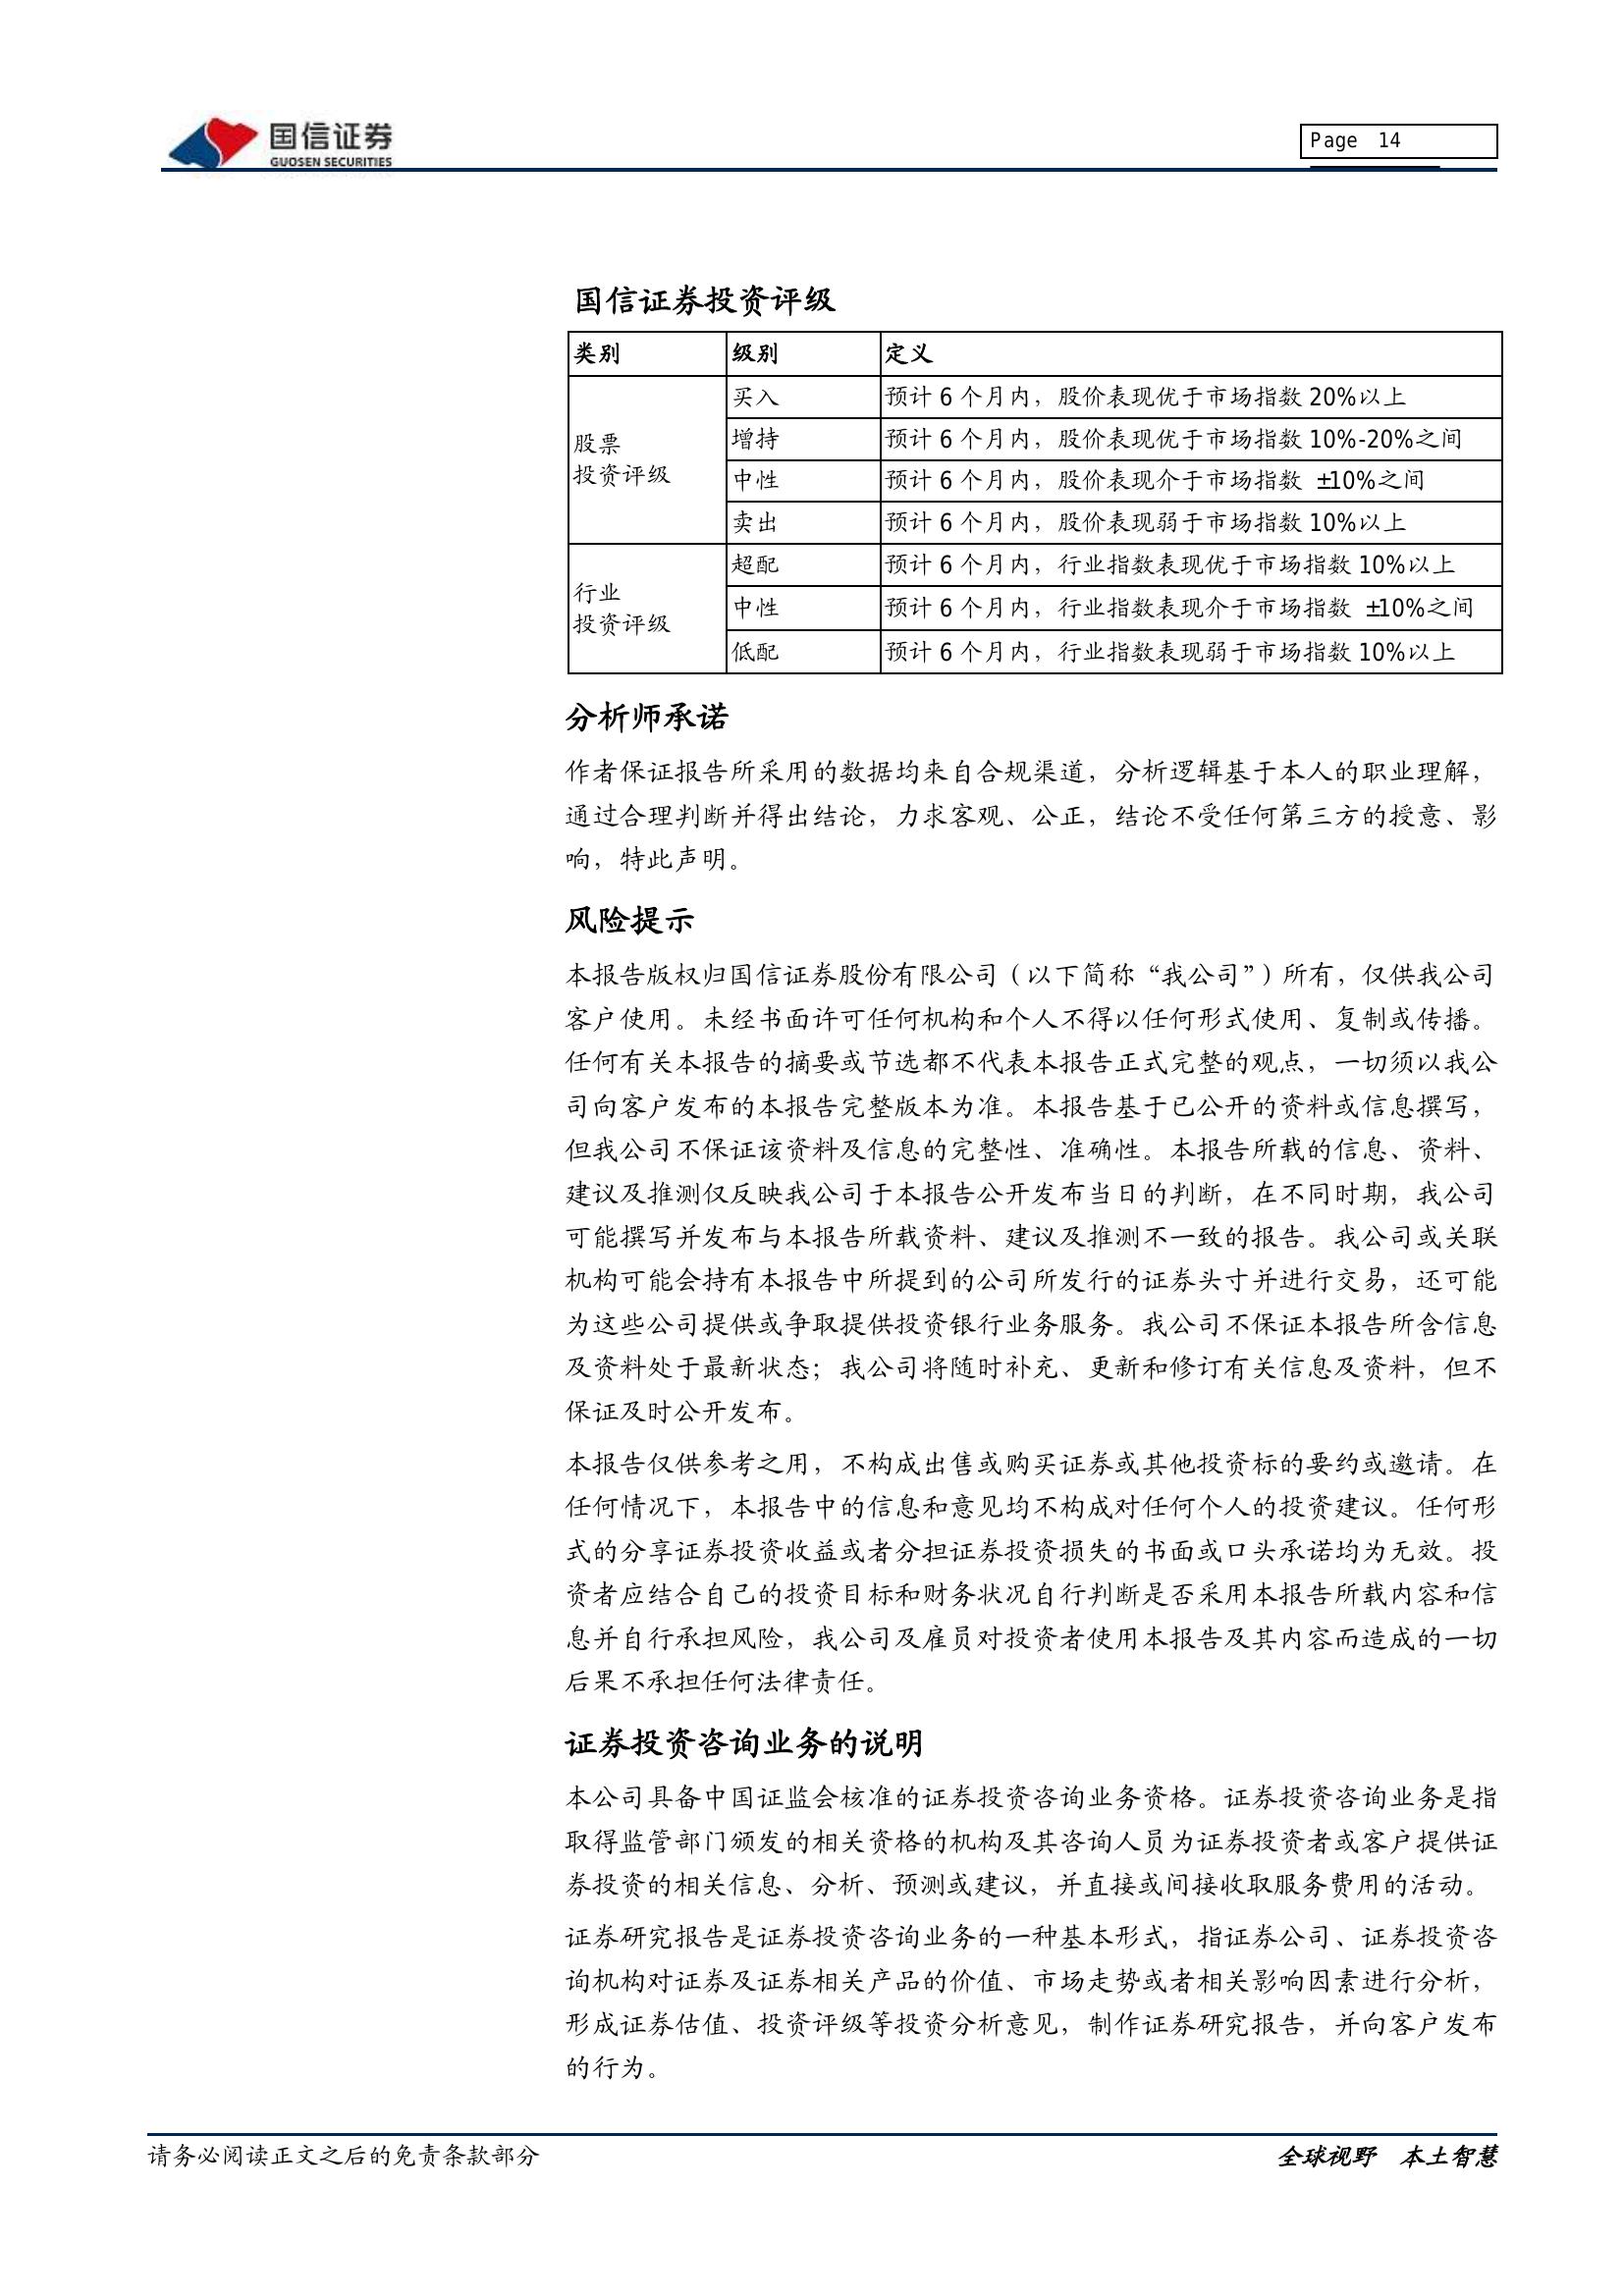 国信证券
GUOSEN SECURITIES
Page 14
国信证券投资评级
类别 级别 定义
股票
投资评级
买入 预计 6 个月内，股价表现优于市场指数 20%以上
增持 预计 6 个月内，股价表现优于市场指数 10%-20%之间
中性 预计 6 个月内，股价表现介于市场指数 ±10%之间
卖出 预计 6 个月内，股价表现弱于市场指数 10%以上
行业
投资评级
超配 预计 6 个月内，行业指数表现优于市场指数 10%以上
中性 预计 6 个月内，行业指数表现介于市场指数 ±10%之间
低配 预计 6 个月内，行业指数表现弱于市场指数 10%以上
分析师承诺
作者保证报告所采用的数据均来自合规渠道，分析逻辑基于本人的职业理解，
通过合理判断并得出结论，力求客观、公正，结论不受任何第三方的授意、影
响，特此声明。
风险提示
本报告版权归国信证券股份有限公司（以下简称“我公司”）所有，仅供我公司
客户使用。未经书面许可任何机构和个人不得以任何形式使用、复制或传播。
任何有关本报告的摘要或节选都不代表本报告正式完整的观点，一切须以我公
司向客户发布的本报告完整版本为准。本报告基于已公开的资料或信息撰写，
但我公司不保证该资料及信息的完整性、准确性。本报告所载的信息、资料、
建议及推测仅反映我公司于本报告公开发布当日的判断，在不同时期，我公司
可能撰写并发布与本报告所载资料、建议及推测不一致的报告。我公司或关联
机构可能会持有本报告中所提到的公司所发行的证券头寸并进行交易，还可能
为这些公司提供或争取提供投资银行业务服务。我公司不保证本报告所含信息
及资料处于最新状态；我公司将随时补充、更新和修订有关信息及资料，但不
保证及时公开发布。
本报告仅供参考之用，不构成出售或购买证券或其他投资标的要约或邀请。在
任何情况下，本报告中的信息和意见均不构成对任何个人的投资建议。任何形
式的分享证券投资收益或者分担证券投资损失的书面或口头承诺均为无效。投
资者应结合自己的投资目标和财务状况自行判断是否采用本报告所载内容和信
息并自行承担风险，我公司及雇员对投资者使用本报告及其内容而造成的一切
后果不承担任何法律责任。
证券投资咨询业务的说明
本公司具备中国证监会核准的证券投资咨询业务资格。证券投资咨询业务是指
取得监管部门颁发的相关资格的机构及其咨询人员为证券投资者或客户提供证
券投资的相关信息、分析、预测或建议，并直接或间接收取服务费用的活动。
证券研究报告是证券投资咨询业务的一种基本形式，指证券公司、证券投资咨
询机构对证券及证券相关产品的价值、市场走势或者相关影响因素进行分析，
形成证券估值、投资评级等投资分析意见，制作证券研究报告，并向客户发布
的行为。
请务必阅读正文之后的免责条款部分
全球视野 本土智慧